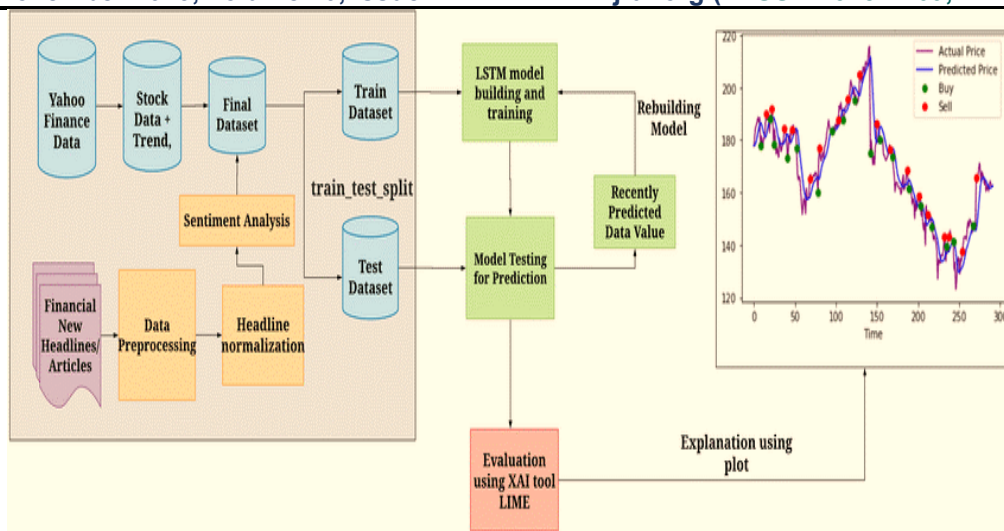 Yahoo
Finance
Data
Stock
Data +
Trend,
Final
Dataset
Train
Dataset
train_test_split
Test
Dataset
Sentiment Analysis
Financial
New
Headlines/
Articles
Data
Preprocessing
Headline
normalization
LSTM model
building and
training
Rebuilding
Model
Recently
Predicted
Data Value
Model Testing
for Prediction
Evaluation
using XAI tool
LIME
Explanation using
plot
220
200
180
160
140
120
0 50 100 150 200 250
Time
Actual Price
Predicted Price
Buy
Sell